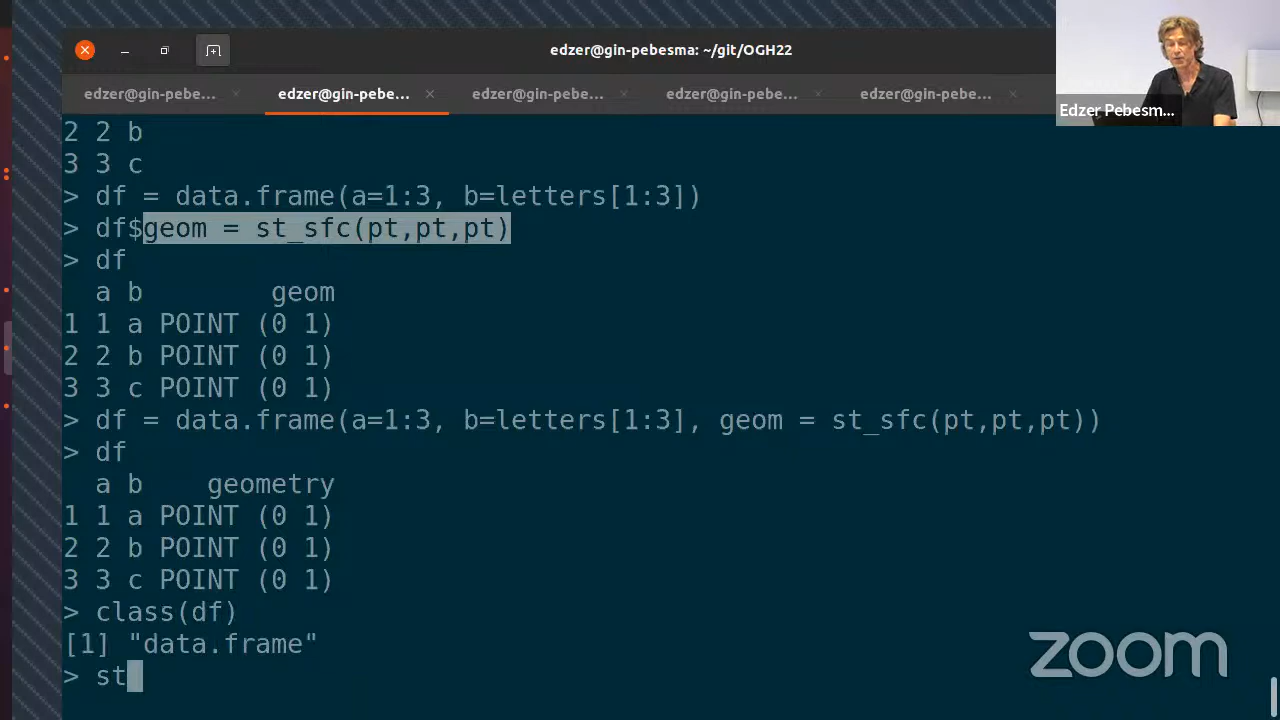 edzer@gin-pebesma: ~/git/OGH22
edzer@gin-pebe... × edzer@gin-pebe... × edzer@gin-pebe... × edzer@gin-pebe... × edzer@gin-pebe... ×
Edzer Pebesm...
2 2 b
3 3 c
> df = data.frame(a=1:3, b=letters[1:3])
> df$geom = st_sfc(pt,pt,pt)
> df
  a b        geom
1 1 a POINT (0 1)
2 2 b POINT (0 1)
3 3 c POINT (0 1)
> df = data.frame(a=1:3, b=letters[1:3], geom = st_sfc(pt,pt,pt))
> df
  a b    geometry
1 1 a POINT (0 1)
2 2 b POINT (0 1)
3 3 c POINT (0 1)
> class(df)
[1] "data.frame"
> st
zoom